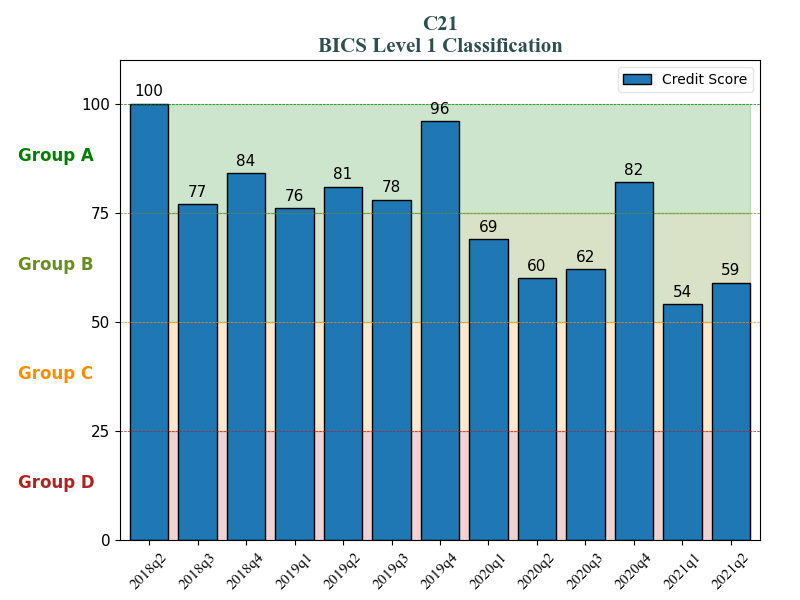 C21
BICS Level 1 Classification
Credit Score
100
77
84
76
81
78
96
69
60
62
82
54
59
100
75
50
25
0
Group A
Group B
Group C
Group D
2018q2
2018q3
2018q4
2019q1
2019q2
2019q3
2019q4
2020q1
2020q2
2020q3
2020q4
2021q1
2021q2